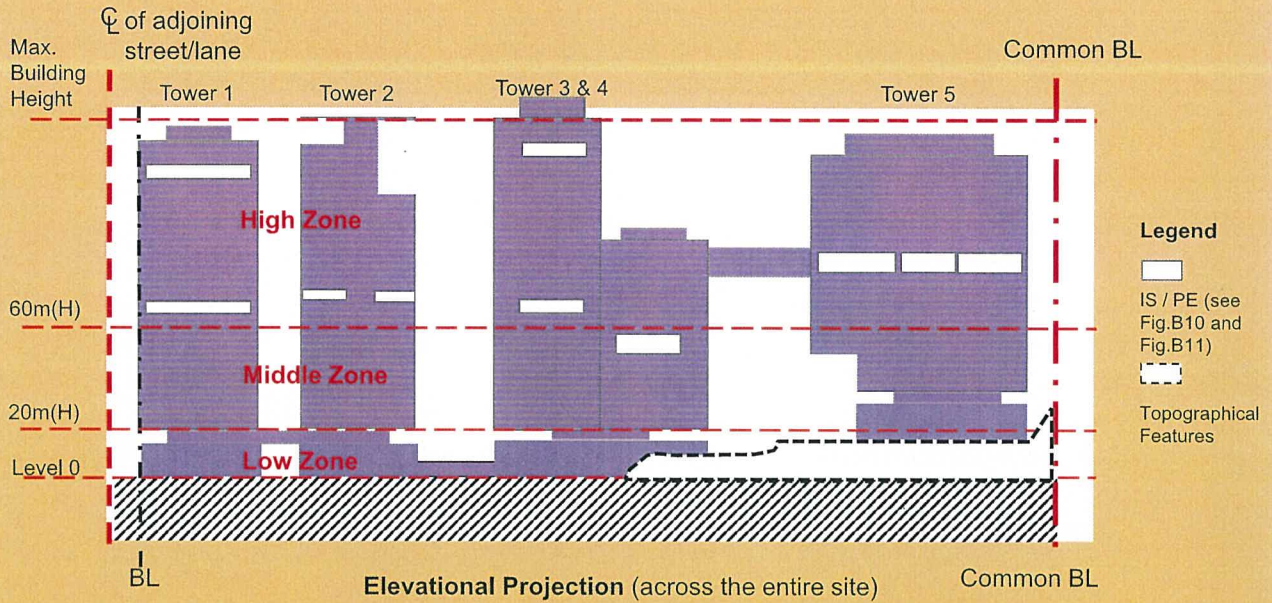 ℄ of adjoining
street/lane
Max.
Building
Height
Common BL
Tower 1
Tower 2
Tower 3 & 4
Tower 5
High Zone
Legend
IS / PE (see
Fig.B10 and
Fig.B11)
60m(H)
Middle Zone
20m(H)
Topographical
Features
Level 0
Low Zone
BL
Elevational Projection (across the entire site)
Common BL